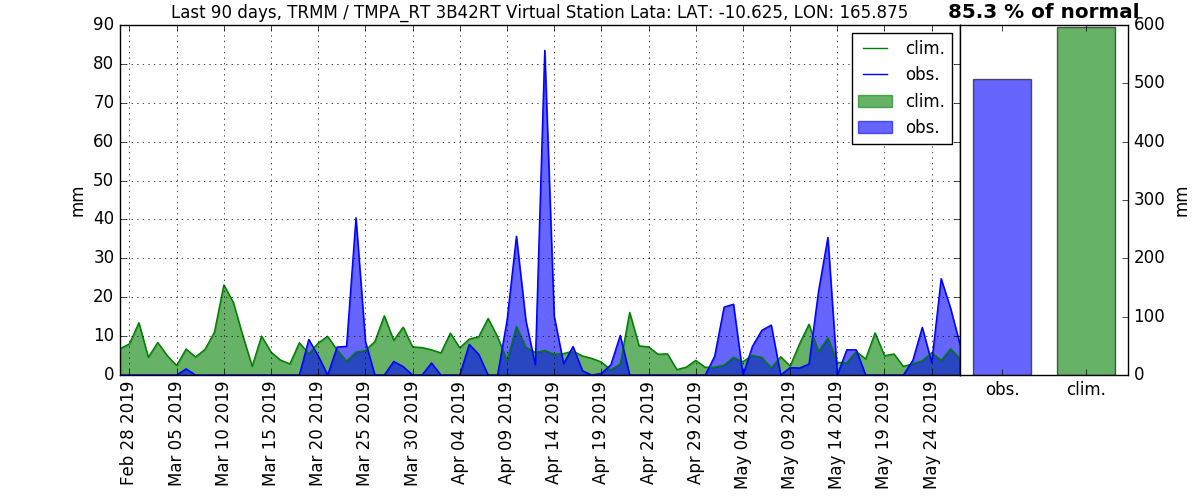 Last 90 days, TRMM / TMPA_RT 3B42RT Virtual Station Lata: LAT: -10.625, LON: 165.875
85.3 % of normal
90
80
70
60
50
40
30
20
10
0
mm
clim.
obs.
clim.
obs.
600
500
400
300
200
100
0
mm
obs.
clim.
Feb 28 2019
Mar 05 2019
Mar 10 2019
Mar 15 2019
Mar 20 2019
Mar 25 2019
Mar 30 2019
Apr 04 2019
Apr 09 2019
Apr 14 2019
Apr 19 2019
Apr 24 2019
Apr 29 2019
May 04 2019
May 09 2019
May 14 2019
May 19 2019
May 24 2019